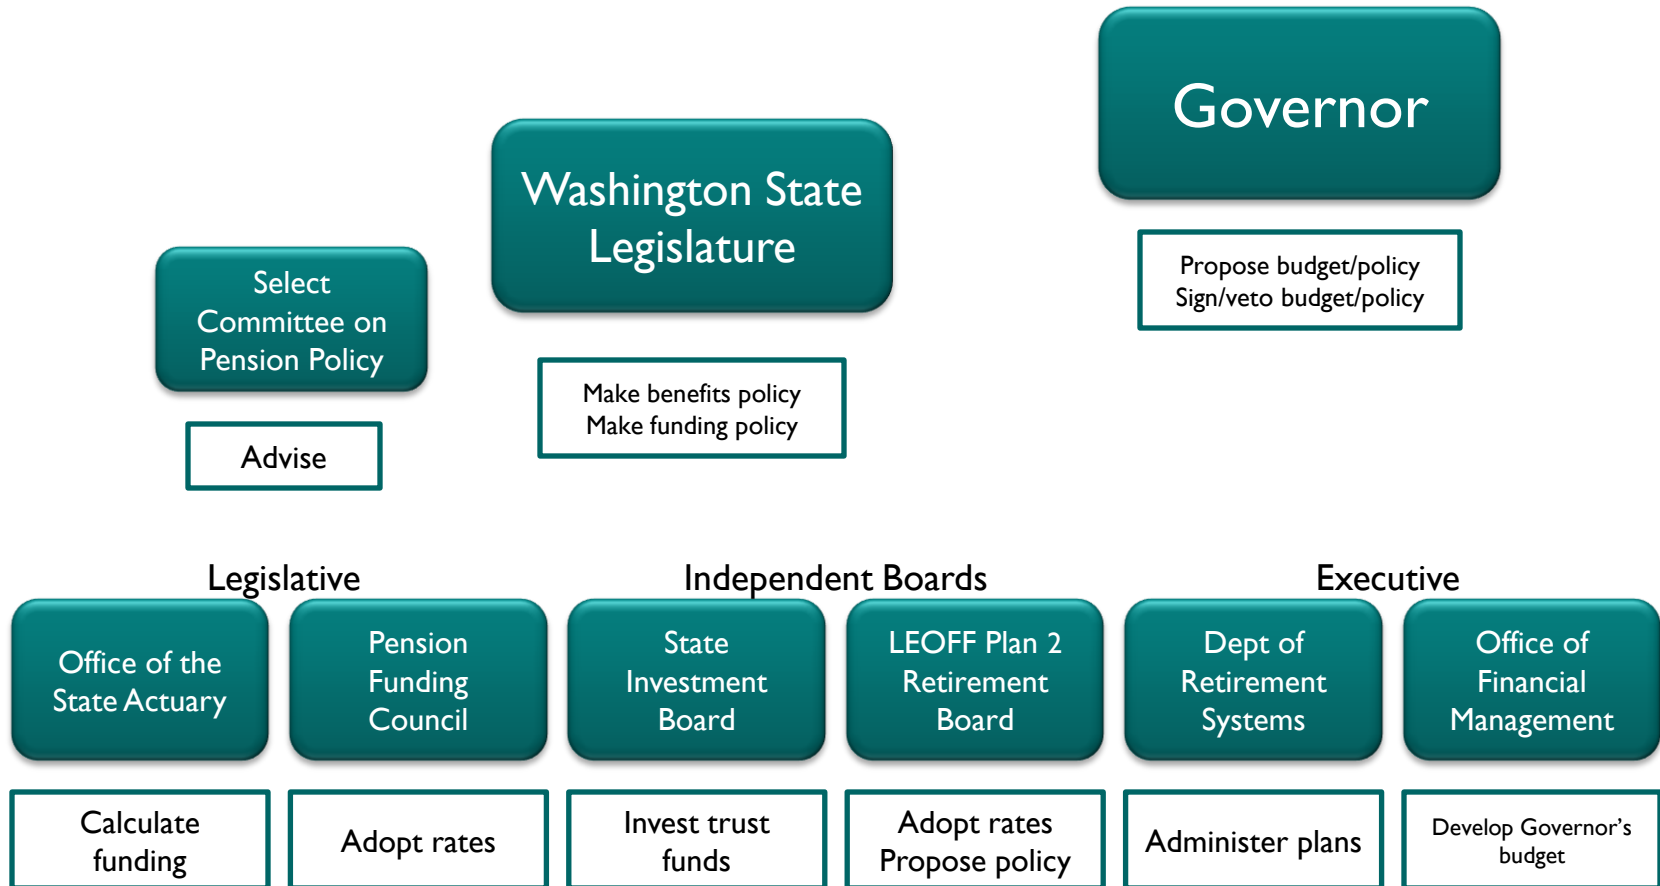 Governor
Propose budget/policy
Sign/veto budget/policy
Washington State
Legislature
Make benefits policy
Make funding policy
Select
Committee on
Pension Policy
Advise
Legislative
Independent Boards
Executive
Office of the
State Actuary
Calculate
funding
Pension
Funding
Council
Adopt rates
State
Investment
Board
Invest trust
funds
LEOFF Plan 2
Retirement
Board
Adopt rates
Propose policy
Dept of
Retirement
Systems
Administer plans
Office of
Financial
Management
Develop Governor’s
budget